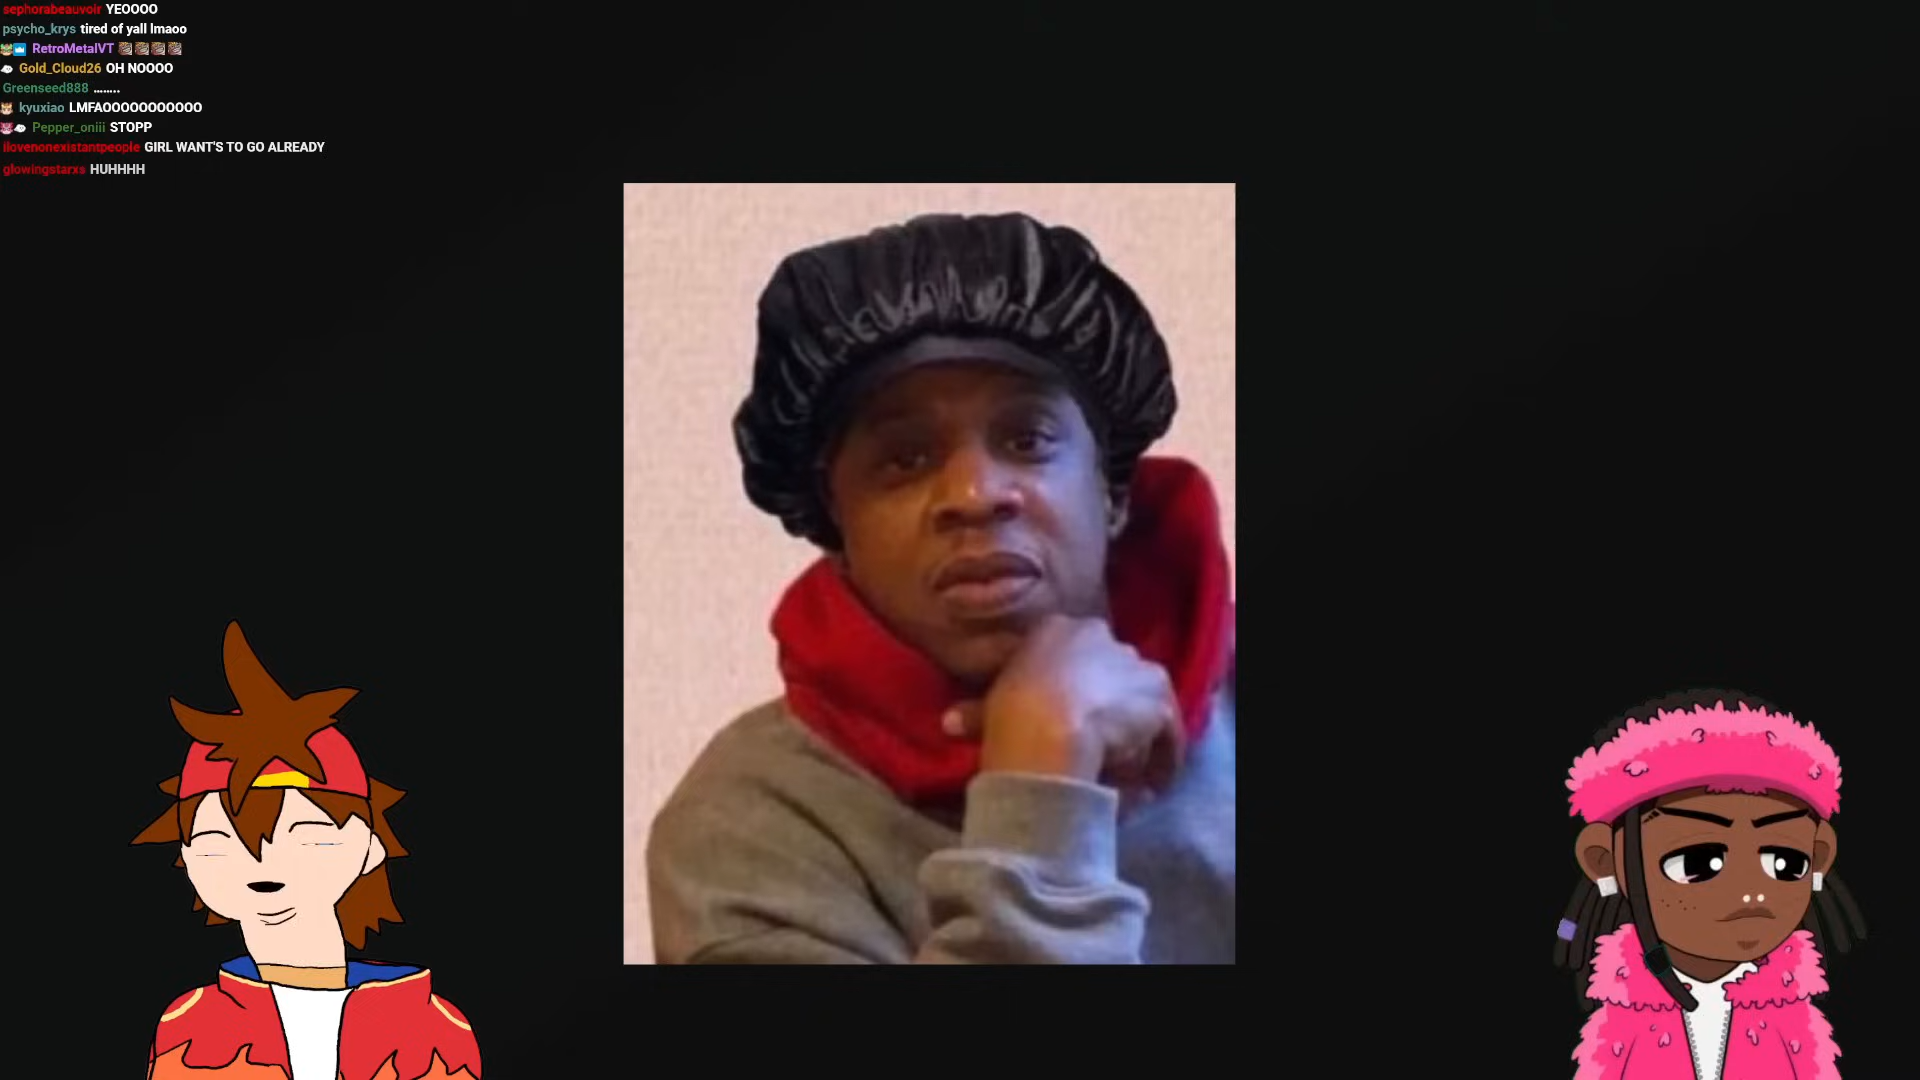 sephorabeauvoir YEOOOO
psycho_krys tired of yall lmaoo
RetroMetalVT
Gold_Cloud26 OH NOOOO
Greenseed888 ........
kyuxiao LMFAOOOOOOOOOOO
Pepper_oniii STOPP
ilovenonexistantpeople GIRL WANT'S TO GO ALREADY
glowingstarxs HUHHHH